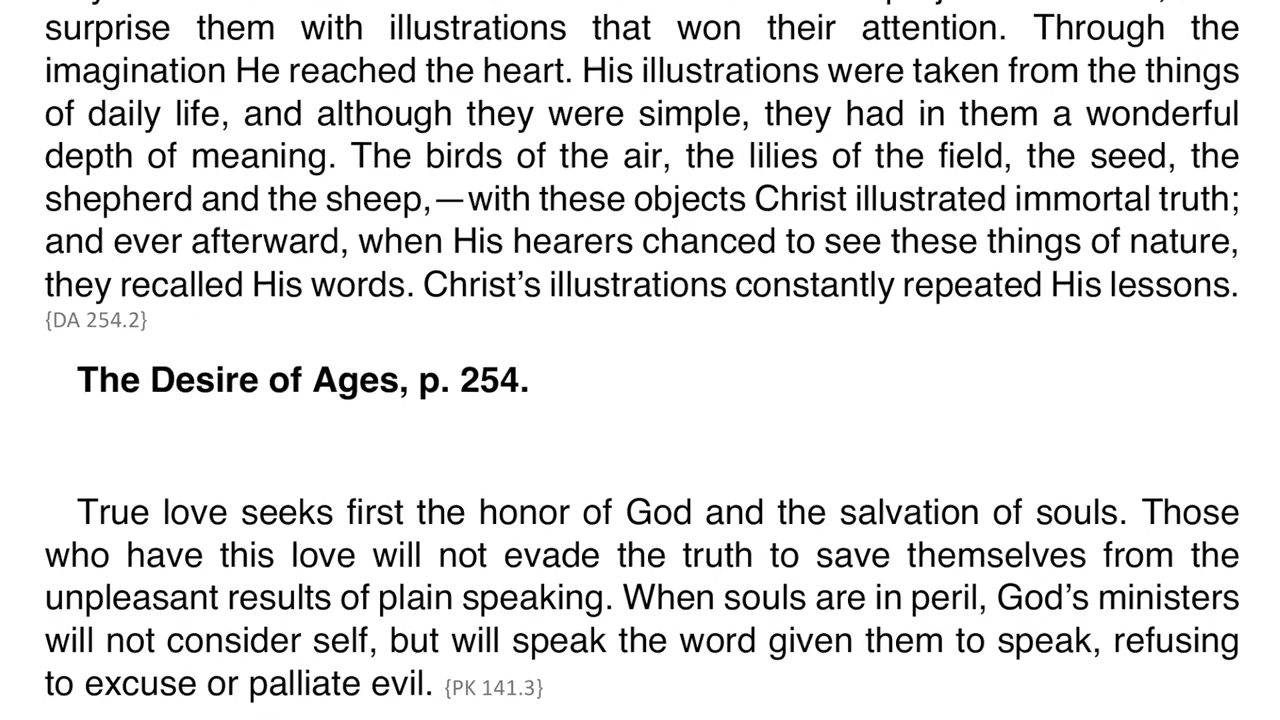 surprise them with illustrations that won their attention. Through the
imagination He reached the heart. His illustrations were taken from the things
of daily life, and although they were simple, they had in them a wonderful
depth of meaning. The birds of the air, the lilies of the field, the seed, the
shepherd and the sheep,—with these objects Christ illustrated immortal truth;
and ever afterward, when His hearers chanced to see these things of nature,
they recalled His words. Christ’s illustrations constantly repeated His lessons.
{DA 254.2}
The Desire of Ages, p. 254.
True love seeks first the honor of God and the salvation of souls. Those
who have this love will not evade the truth to save themselves from the
unpleasant results of plain speaking. When souls are in peril, God’s ministers
will not consider self, but will speak the word given them to speak, refusing
to excuse or palliate evil. {PK 141.3}